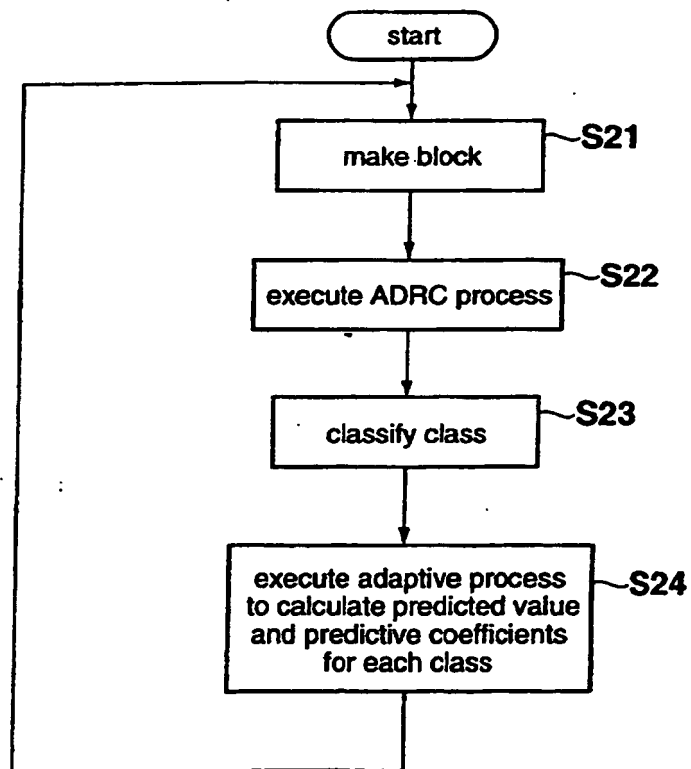 start
make block
S21
execute ADRC process
S22
classify class
S23
execute adaptive process
to calculate predicted value
and predictive coefficients
for each class
S24